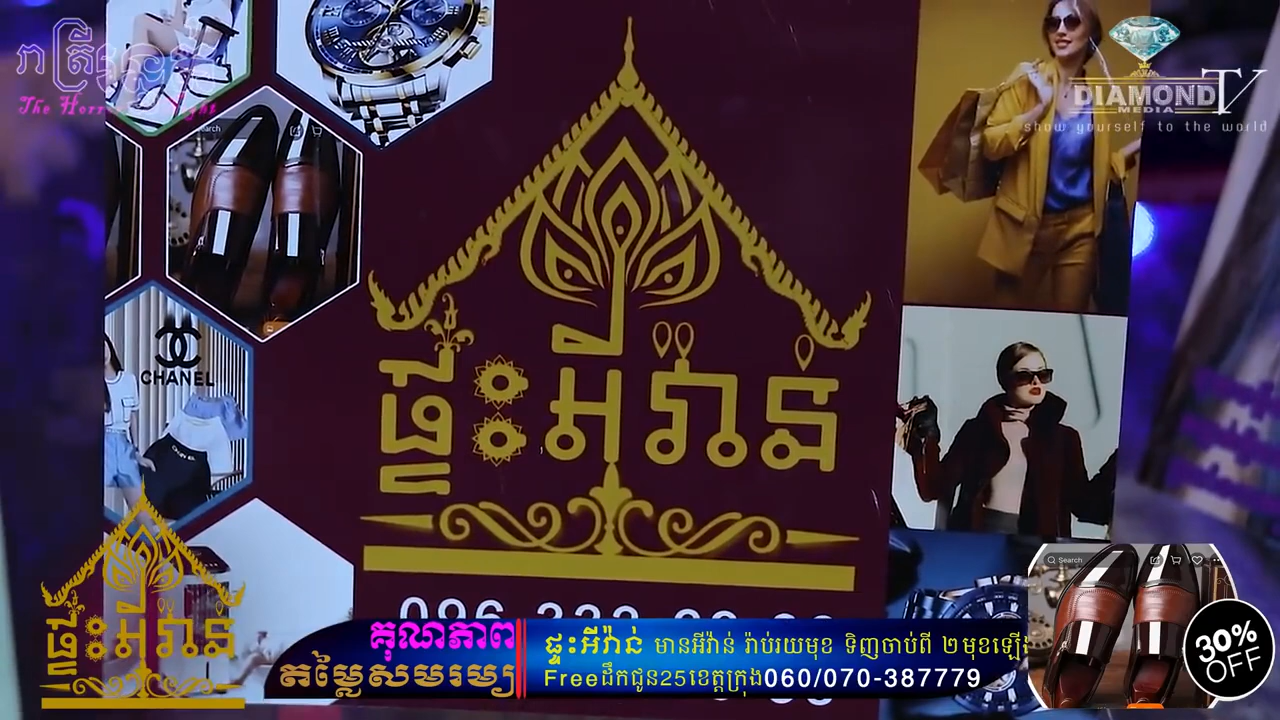 The Horr
DIAMOND TV
MEDIA
show yourself to the world
Search
CHANEL
ផ្ទះអីវ៉ាន់
ផ្ទះអីវ៉ាន់
គុណភាព
តម្លៃសមរម្យ
ផ្ទះអីវ៉ាន់ មានអីវ៉ាន់ រ៉ាប់រយមុខ ទិញចាប់ពី ២មុខឡើង
Freeដឹកជូន25ខេត្តក្រុង060/070-387779
Search
30%
OFF